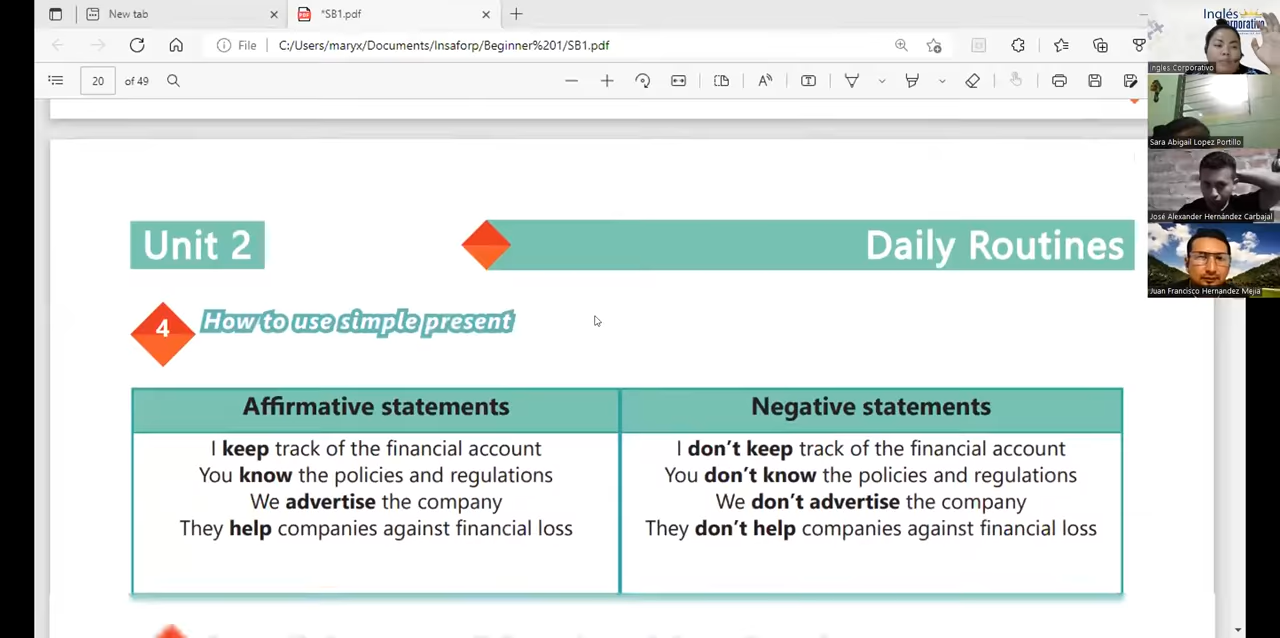 New tab
*SB1.pdf
File
C:/Users/maryx/Documents/Insaforp/Beginner%201/SB1.pdf
20 of 49
Inglés
Corporativo
Ingles Corporativo
Sara Abigail Lopez Portillo
José Alexander Hernández Carbajal
Juan Francisco Hernandez Mejia
Unit 2
Daily Routines
4 How to use simple present
Affirmative statements
I keep track of the financial account
You know the policies and regulations
We advertise the company
They help companies against financial loss
Negative statements
I don't keep track of the financial account
You don't know the policies and regulations
We don't advertise the company
They don't help companies against financial loss